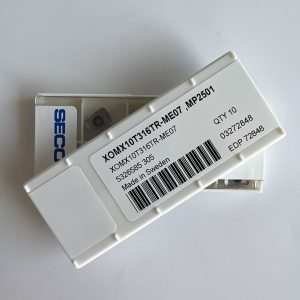 SECO
XOMX10T316TR-ME07 ,MP2501
XOMX10T316TR-ME07
S326585 305
Made in Sweden
QTY 10
03272848
EDP 72848